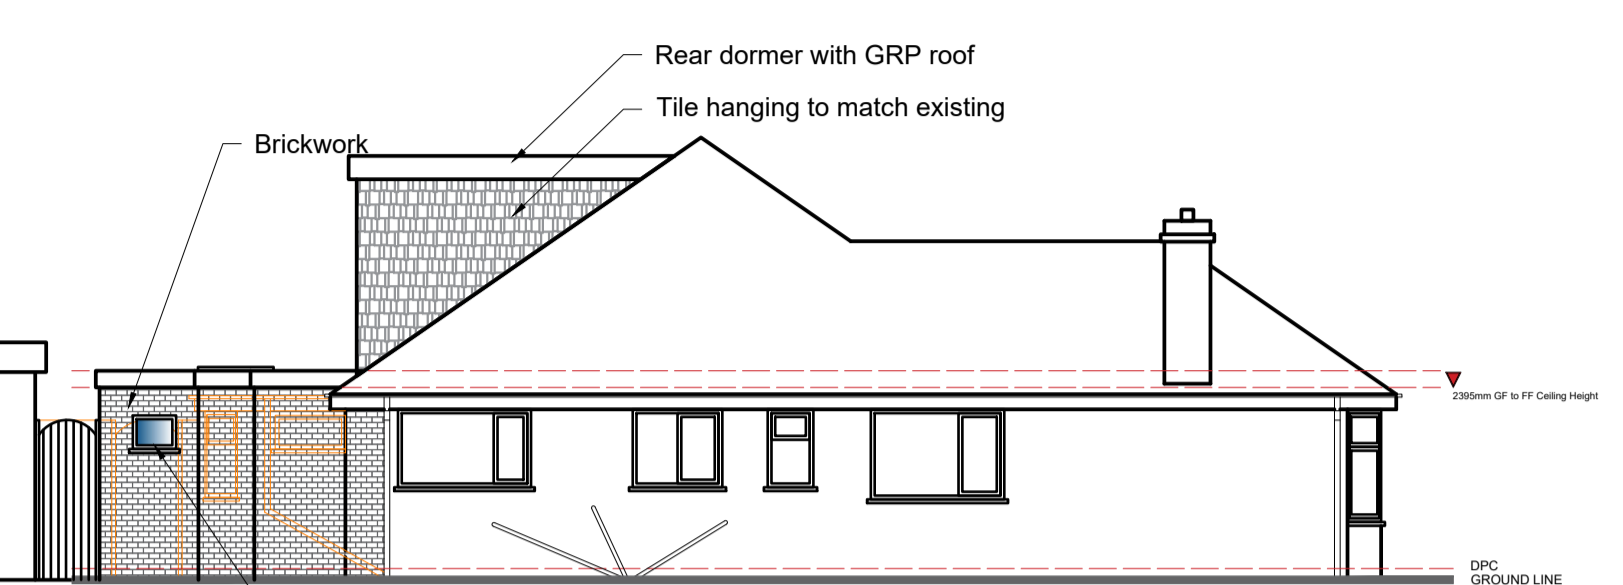 Rear dormer with GRP roof
Tile hanging to match existing
Brickwork
2395mm GF to FF Ceiling Height
DPC
GROUND LINE